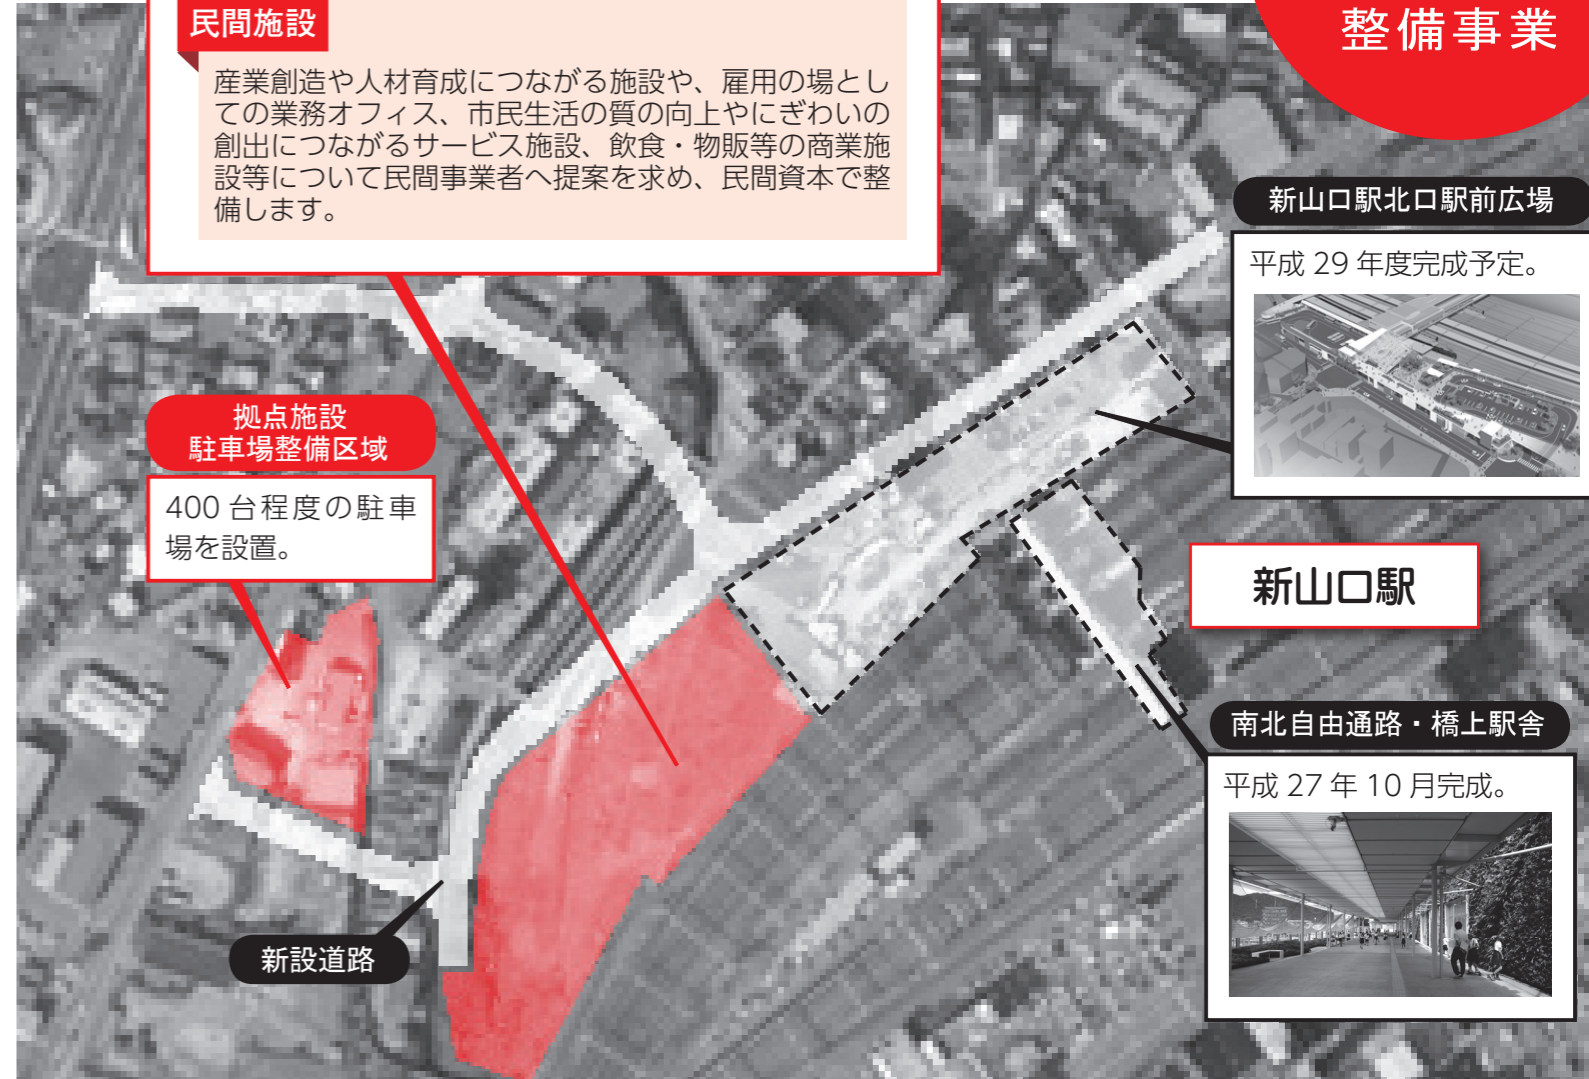 整備事業
民間施設
産業創造や人材育成につながる施設や、雇用の場とし
ての業務オフィス、市民生活の質の向上やにぎわいの
創出につながるサービス施設、飲食・物販等の商業施
設等について民間事業者へ提案を求め、民間資本で整
備します。
新山口駅北口駅前広場
平成 29 年度完成予定。
拠点施設
駐車場整備区域
400 台程度の駐車
場を設置。
新山口駅
南北自由通路・橋上駅舎
平成 27 年 10 月完成。
新設道路